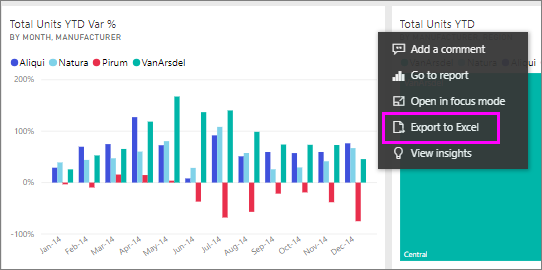 Total Units YTD Var %
BY MONTH, MANUFACTURER
Aliqui Natura Pirum VanArsdel
200%
100%
0%
-100%
Jan-14 Feb-14 Mar-14 Apr-14 May-14 Jun-14 Jul-14 Aug-14 Sep-14 Oct-14 Nov-14 Dec-14
Total Units YTD
BY MANUFACTURER
Add a comment
Go to report
Open in focus mode
Export to Excel
View insights
Central